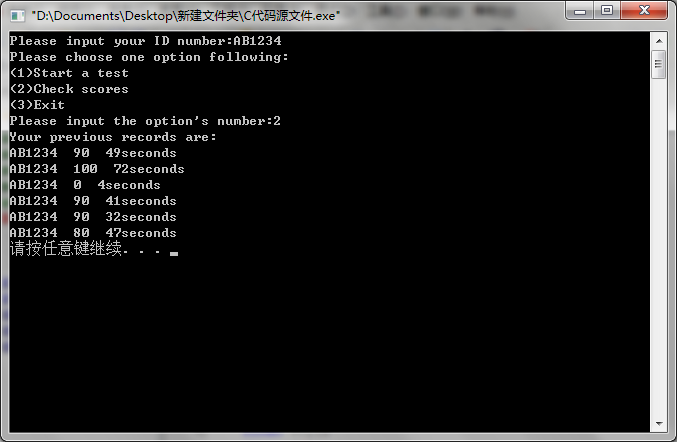 "D:\Documents\Desktop\新建文件夹\C代码源文件.exe"
Please input your ID number:AB1234
Please choose one option following:
(1)Start a test
(2)Check scores
(3)Exit
Please input the option's number:2
Your previous records are:
AB1234  90  49seconds
AB1234  100  72seconds
AB1234  0  4seconds
AB1234  90  41seconds
AB1234  90  32seconds
AB1234  80  47seconds
请按任意键继续. . .